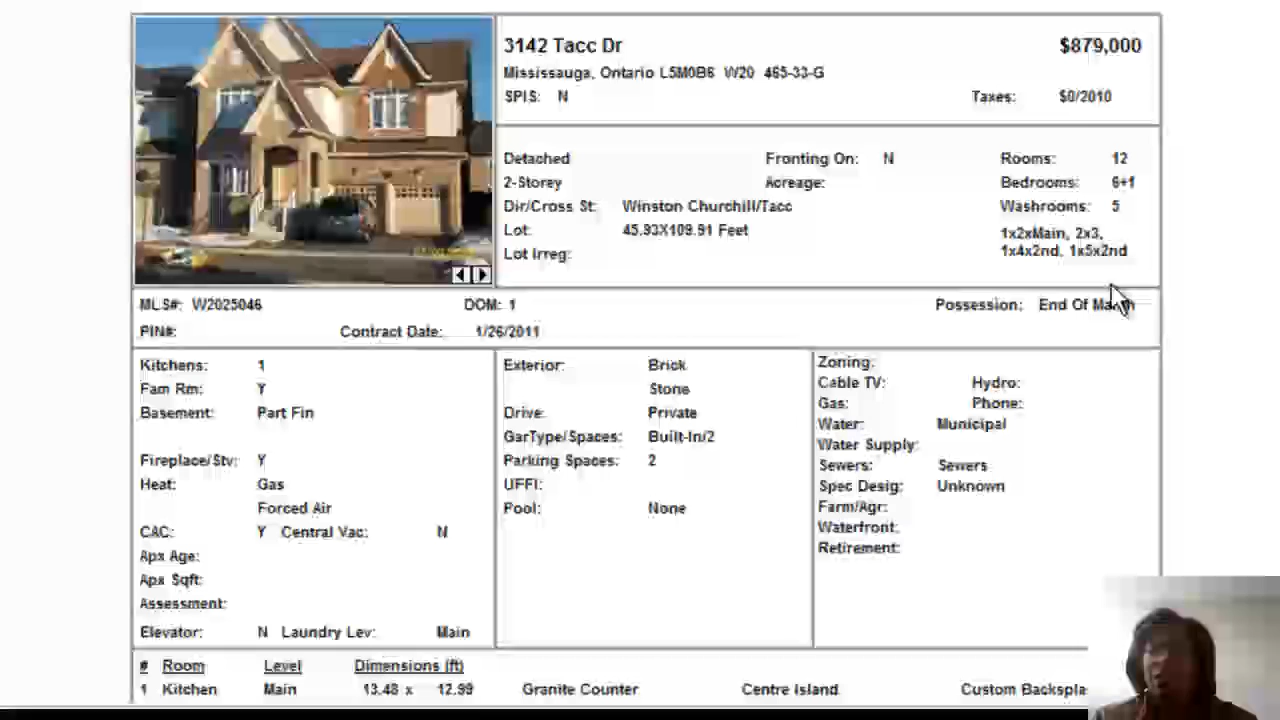 3142 Tacc Dr $879,000
Mississauga, Ontario L5M0B6 W20 465-33-G
SPIS: N Taxes: $0/2010
Detached Fronting On: N Rooms: 12
2-Storey Acreage: Bedrooms: 6+1
Dir/Cross St: Winston Churchill/Tacc Washrooms: 5
Lot: 45.93X109.91 Feet 1x2xMain, 2x3,
Lot Irreg: 1x4x2nd, 1x5x2nd
MLS#: W2025046 DOM: 1 Possession: End Of
PIN#: Contract Date: 1/26/2011
Kitchens: 1 Exterior: Brick Zoning:
Fam Rm: Y Stone Cable TV: Hydro:
Basement: Part Fin Drive: Private Gas: Phone:
GarType/Spaces: Built-In/2 Water: Municipal
Fireplace/Stv: Y Parking Spaces: 2 Water Supply:
Heat: Gas UFFI: Sewers: Sewers
Forced Air Pool: None Spec Desig: Unknown
CAC: Y Central Vac: N Farm/Agr:
Apx Age: Waterfront:
Apx Sqft: Retirement:
Assessment:
Elevator: N Laundry Lev: Main
# Room Level Dimensions (ft)
1 Kitchen Main 13.48 x 12.99 Granite Counter Centre Island Custom